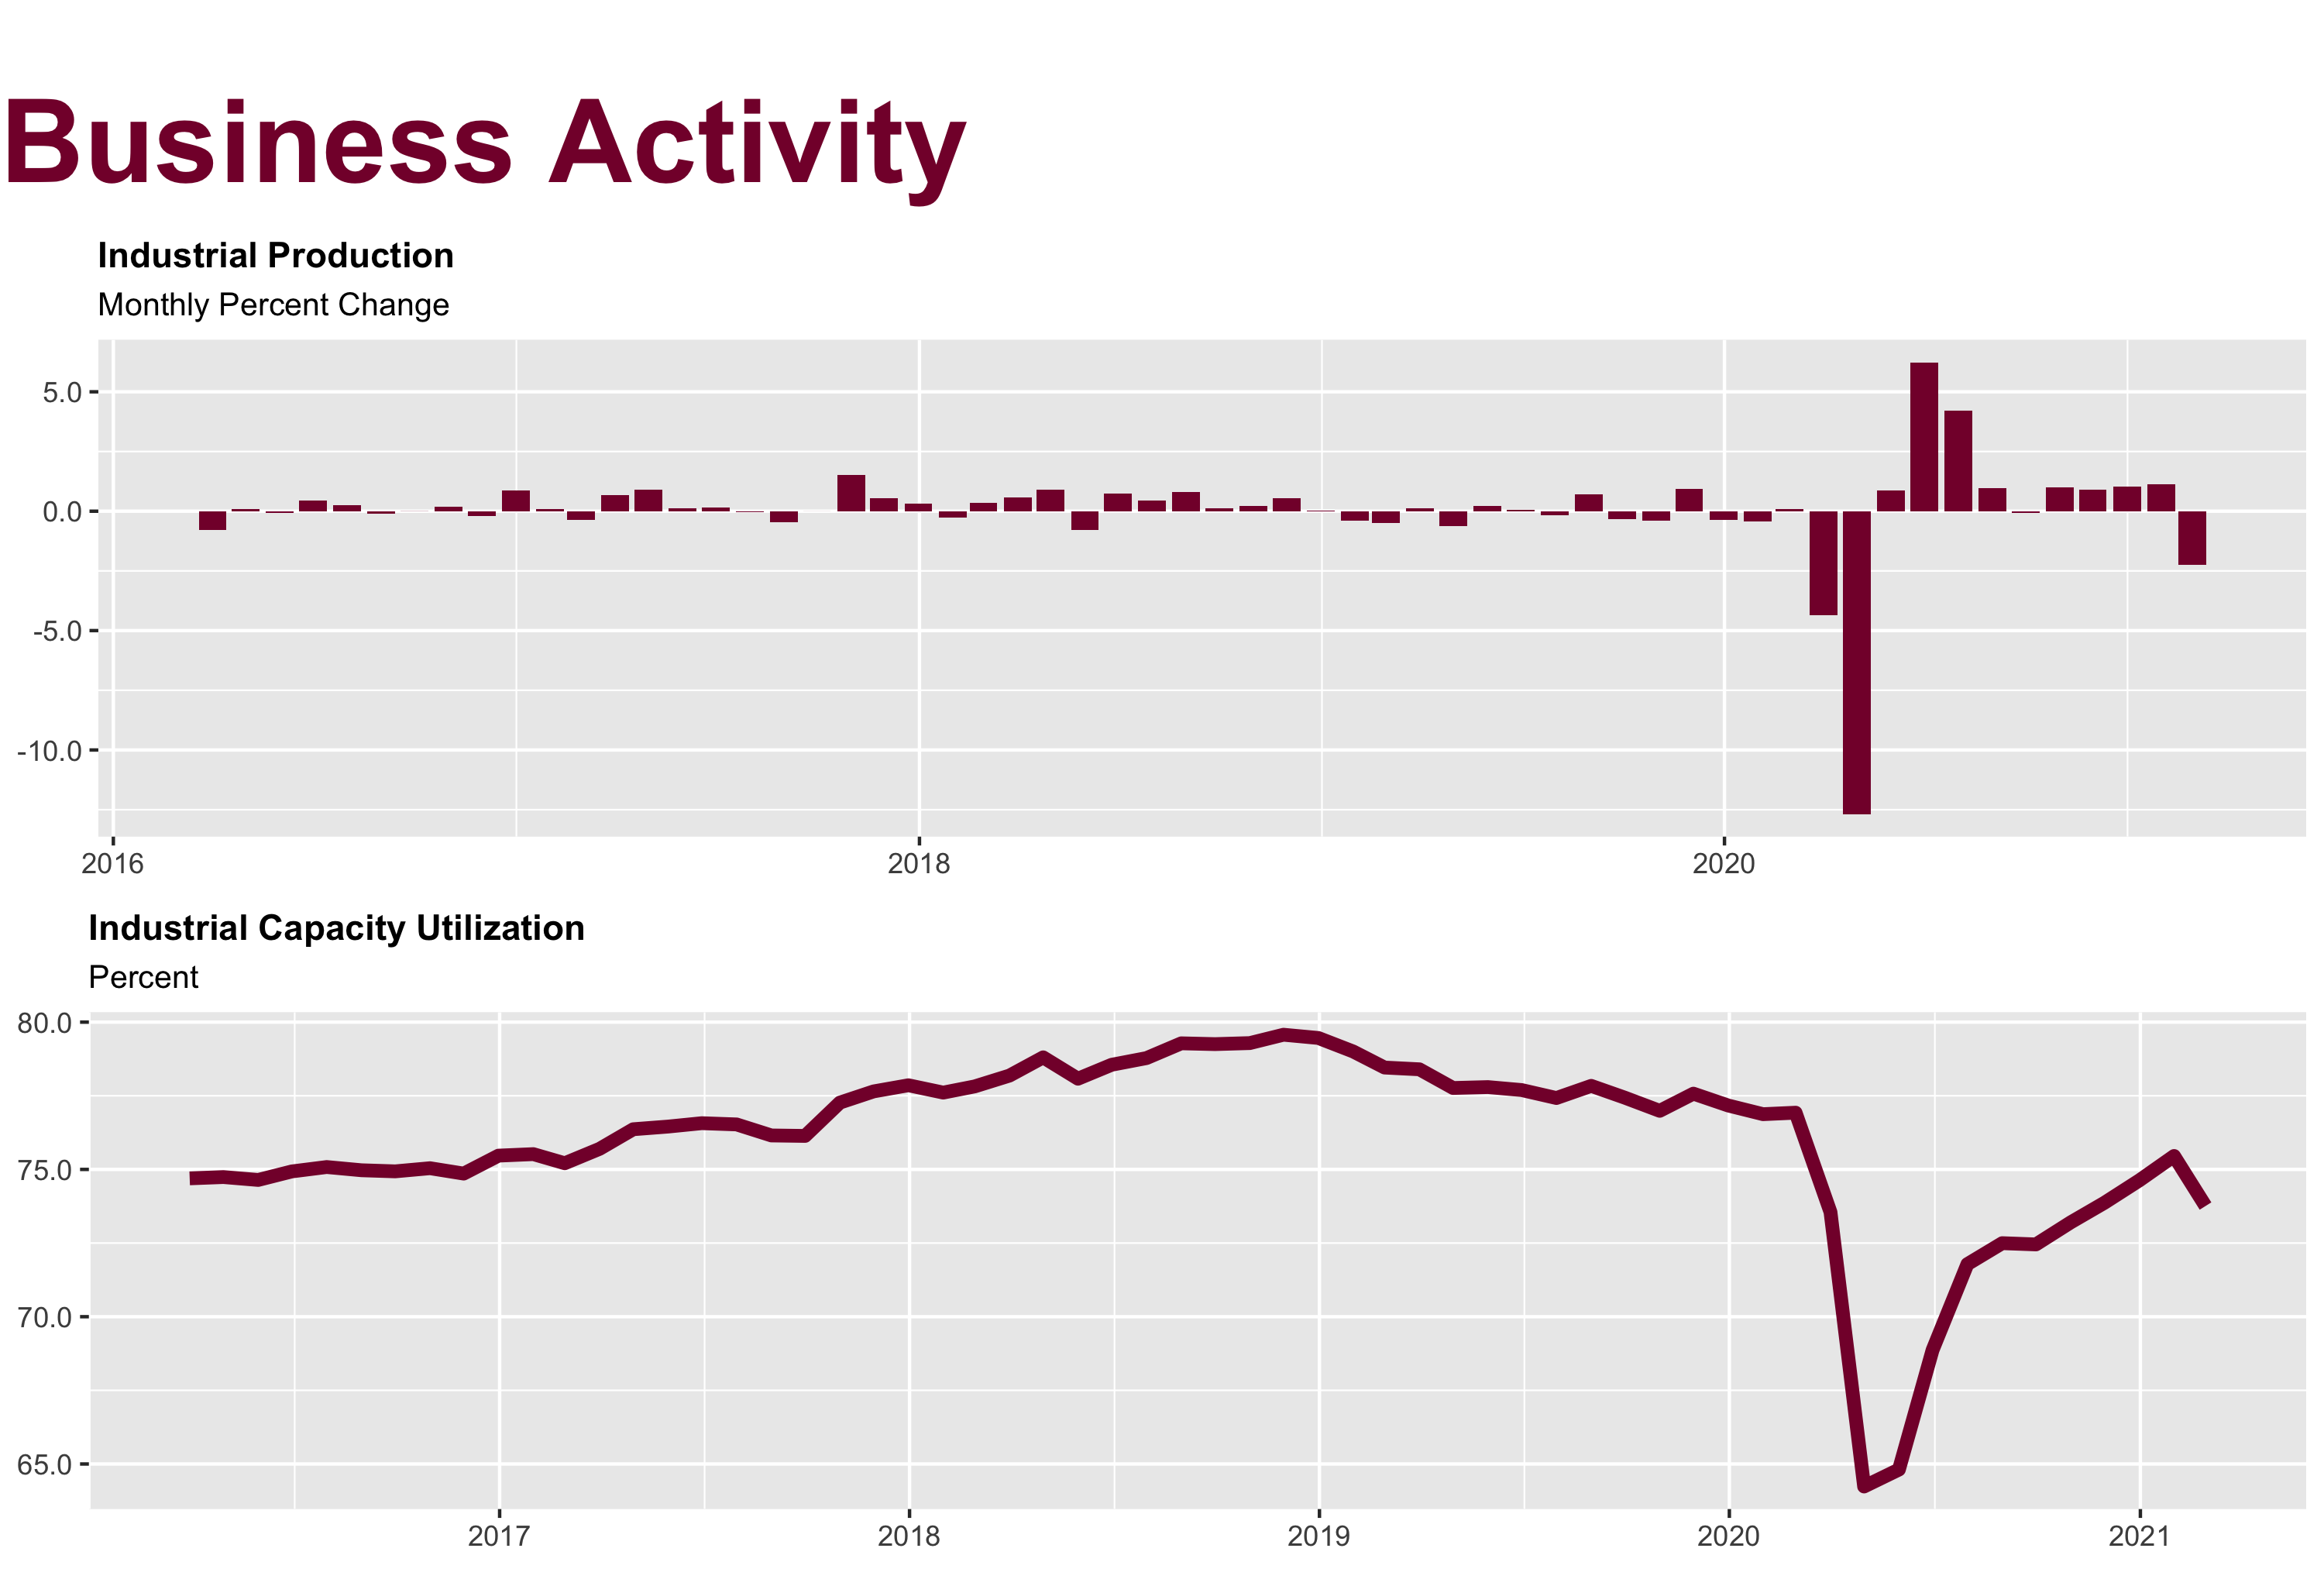 Business Activity
Industrial Production
Monthly Percent Change
5.0
0.0
-5.0
-10.0
2016 2018 2020
Industrial Capacity Utilization
Percent
80.0
75.0
70.0
65.0
2017 2018 2019 2020 2021